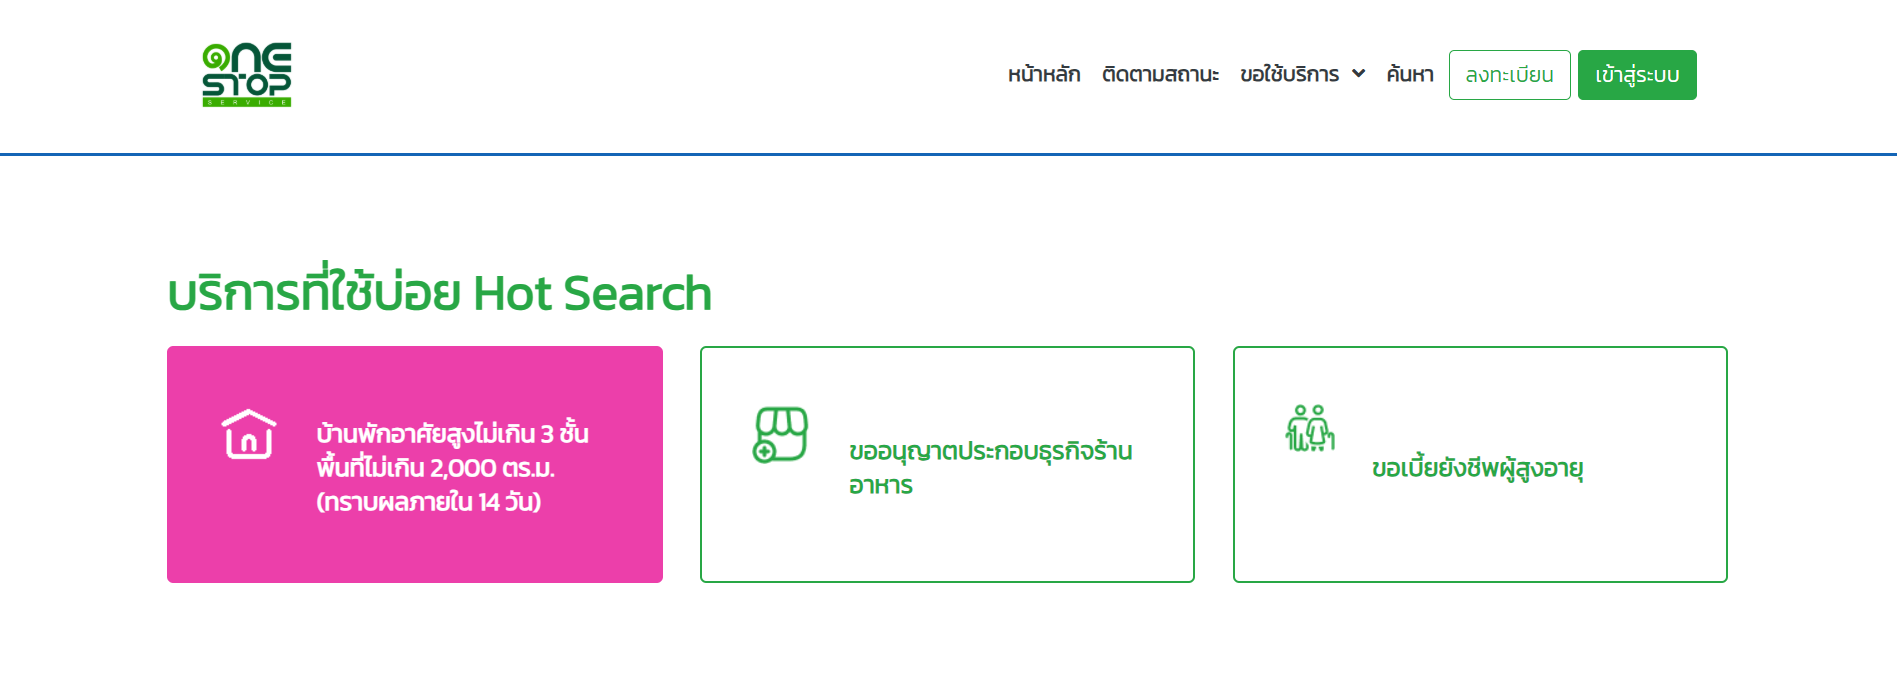 ONE
STOP
SERVICE
หน้าหลัก ติดตามสถานะ ขอใช้บริการ ค้นหา ลงทะเบียน เข้าสู่ระบบ
บริการที่ใช้บ่อย Hot Search
บ้านพักอาศัยสูงไม่เกิน 3 ชั้น
พื้นที่ไม่เกิน 2,000 ตร.ม.
(ทราบผลภายใน 14 วัน)
ขออนุญาตประกอบธุรกิจร้าน
อาหาร
ขอเบี้ยยังชีพผู้สูงอายุ